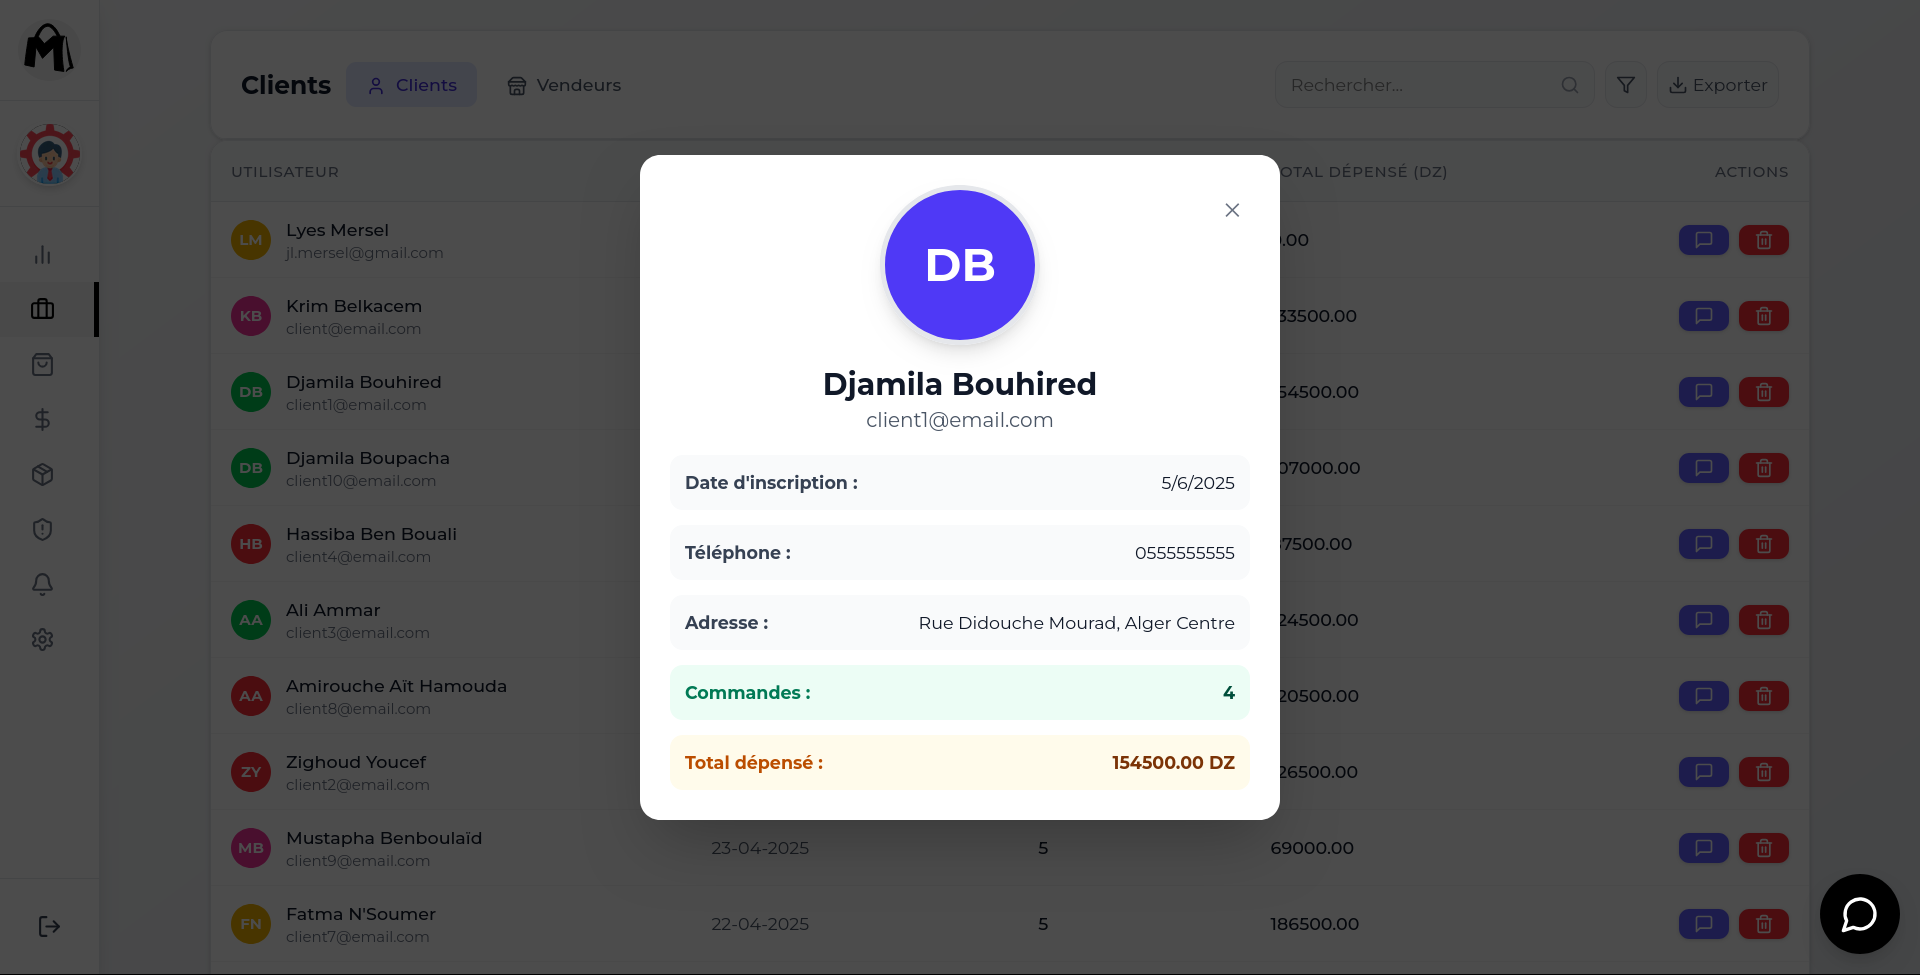 M
Clients
Clients
Vendeurs
Rechercher...
Exporter
UTILISATEUR
OTAL DÉPENSÉ (DZ)
ACTIONS
LM
Lyes Mersel
jl.mersel@gmail.com
.00
KB
Krim Belkacem
client@email.com
33500.00
DB
Djamila Bouhired
client1@email.com
54500.00
DB
Djamila Boupacha
client10@email.com
07000.00
HB
Hassiba Ben Bouali
client4@email.com
7500.00
AA
Ali Ammar
client3@email.com
24500.00
AA
Amirouche Aït Hamouda
client8@email.com
20500.00
ZY
Zighoud Youcef
client2@email.com
26500.00
MB
Mustapha Benboulaïd
client9@email.com
23-04-2025
5
69000.00
FN
Fatma N'Soumer
client7@email.com
22-04-2025
5
186500.00
DB
Djamila Bouhired
client1@email.com
Date d'inscription : 5/6/2025
Téléphone : 0555555555
Adresse : Rue Didouche Mourad, Alger Centre
Commandes : 4
Total dépensé : 154500.00 DZ